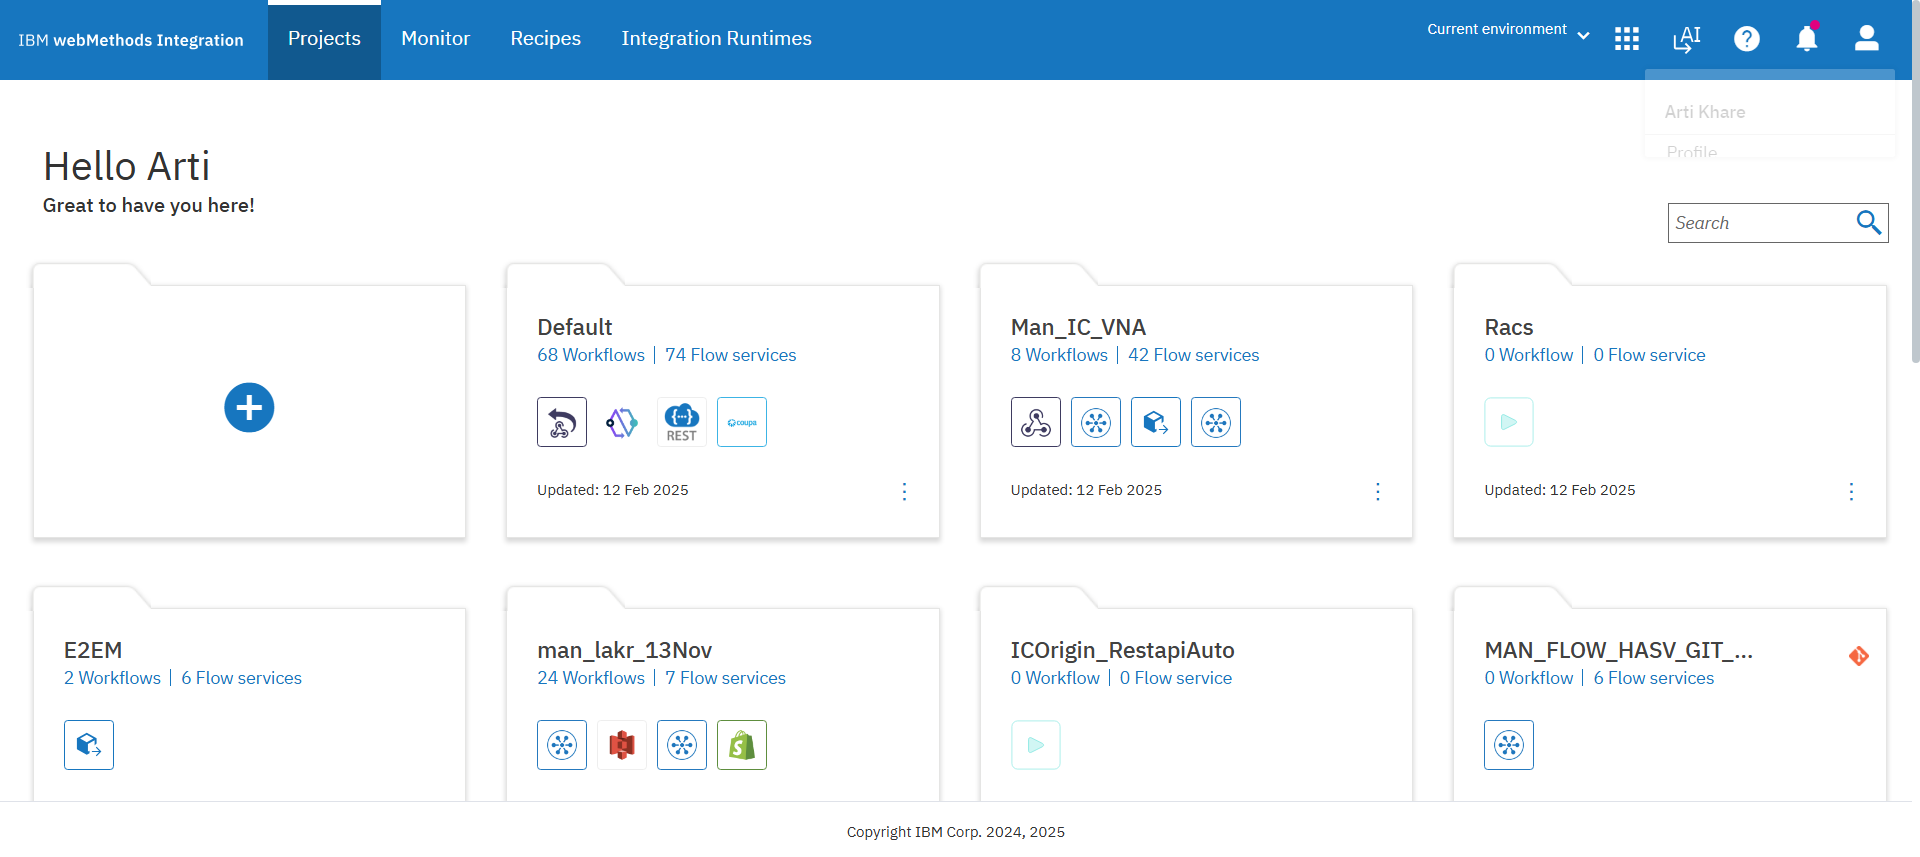 IBM webMethods Integration
Projects
Monitor
Recipes
Integration Runtimes
Current environment
AI
?
Arti Khare
Profile
Hello Arti
Great to have you here!
Search
Default
68 Workflows | 74 Flow services
{...}
REST
coupa
Updated: 12 Feb 2025
Man_IC_VNA
8 Workflows | 42 Flow services
Updated: 12 Feb 2025
Racs
0 Workflow | 0 Flow service
Updated: 12 Feb 2025
E2EM
2 Workflows | 6 Flow services
man_lakr_13Nov
24 Workflows | 7 Flow services
S
ICOrigin_RestapiAuto
0 Workflow | 0 Flow service
MAN_FLOW_HASV_GIT_...
0 Workflow | 6 Flow services
Copyright IBM Corp. 2024, 2025